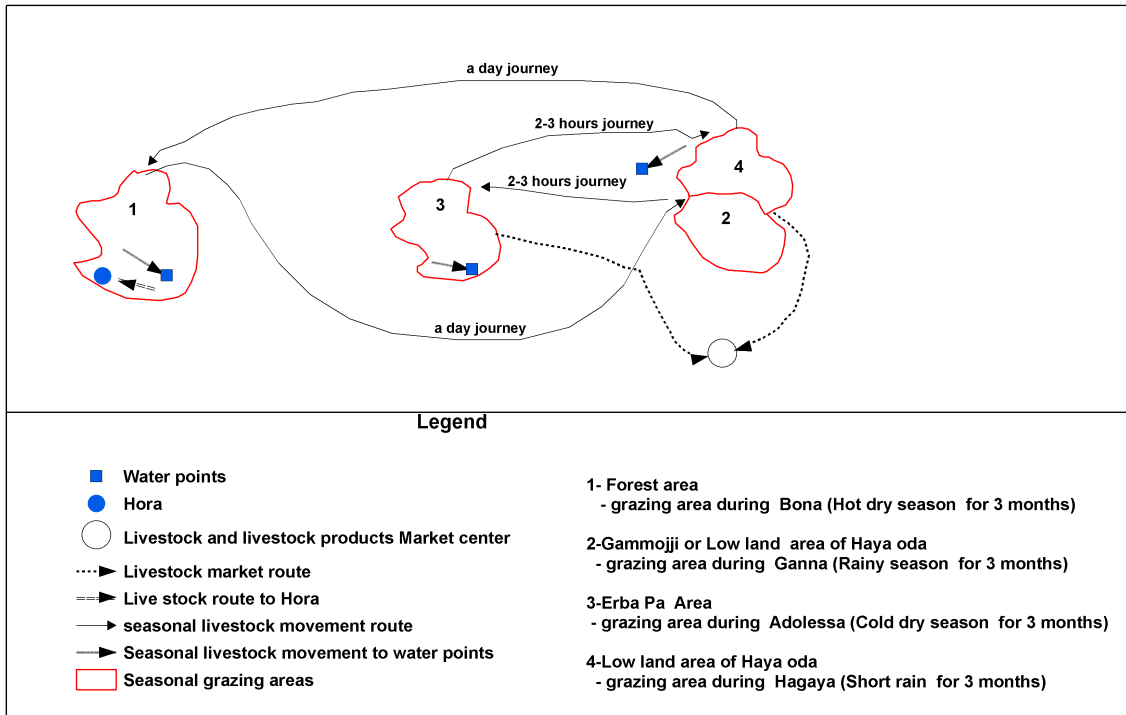 a day journey
2-3 hours journey
4
2-3 hours journey
1
3
2
a day journey
Legend
Water points
Hora
Livestock and livestock products Market center
Livestock market route
Live stock route to Hora
seasonal livestock movement route
Seasonal livestock movement to water points
Seasonal grazing areas
1- Forest area
- grazing area during Bona (Hot dry season for 3 months)
2-Gammojji or Low land area of Haya oda
- grazing area during Ganna (Rainy season for 3 months)
3-Erba Pa Area
- grazing area during Adolessa (Cold dry season for 3 months)
4-Low land area of Haya oda
- grazing area during Hagaya (Short rain for 3 months)